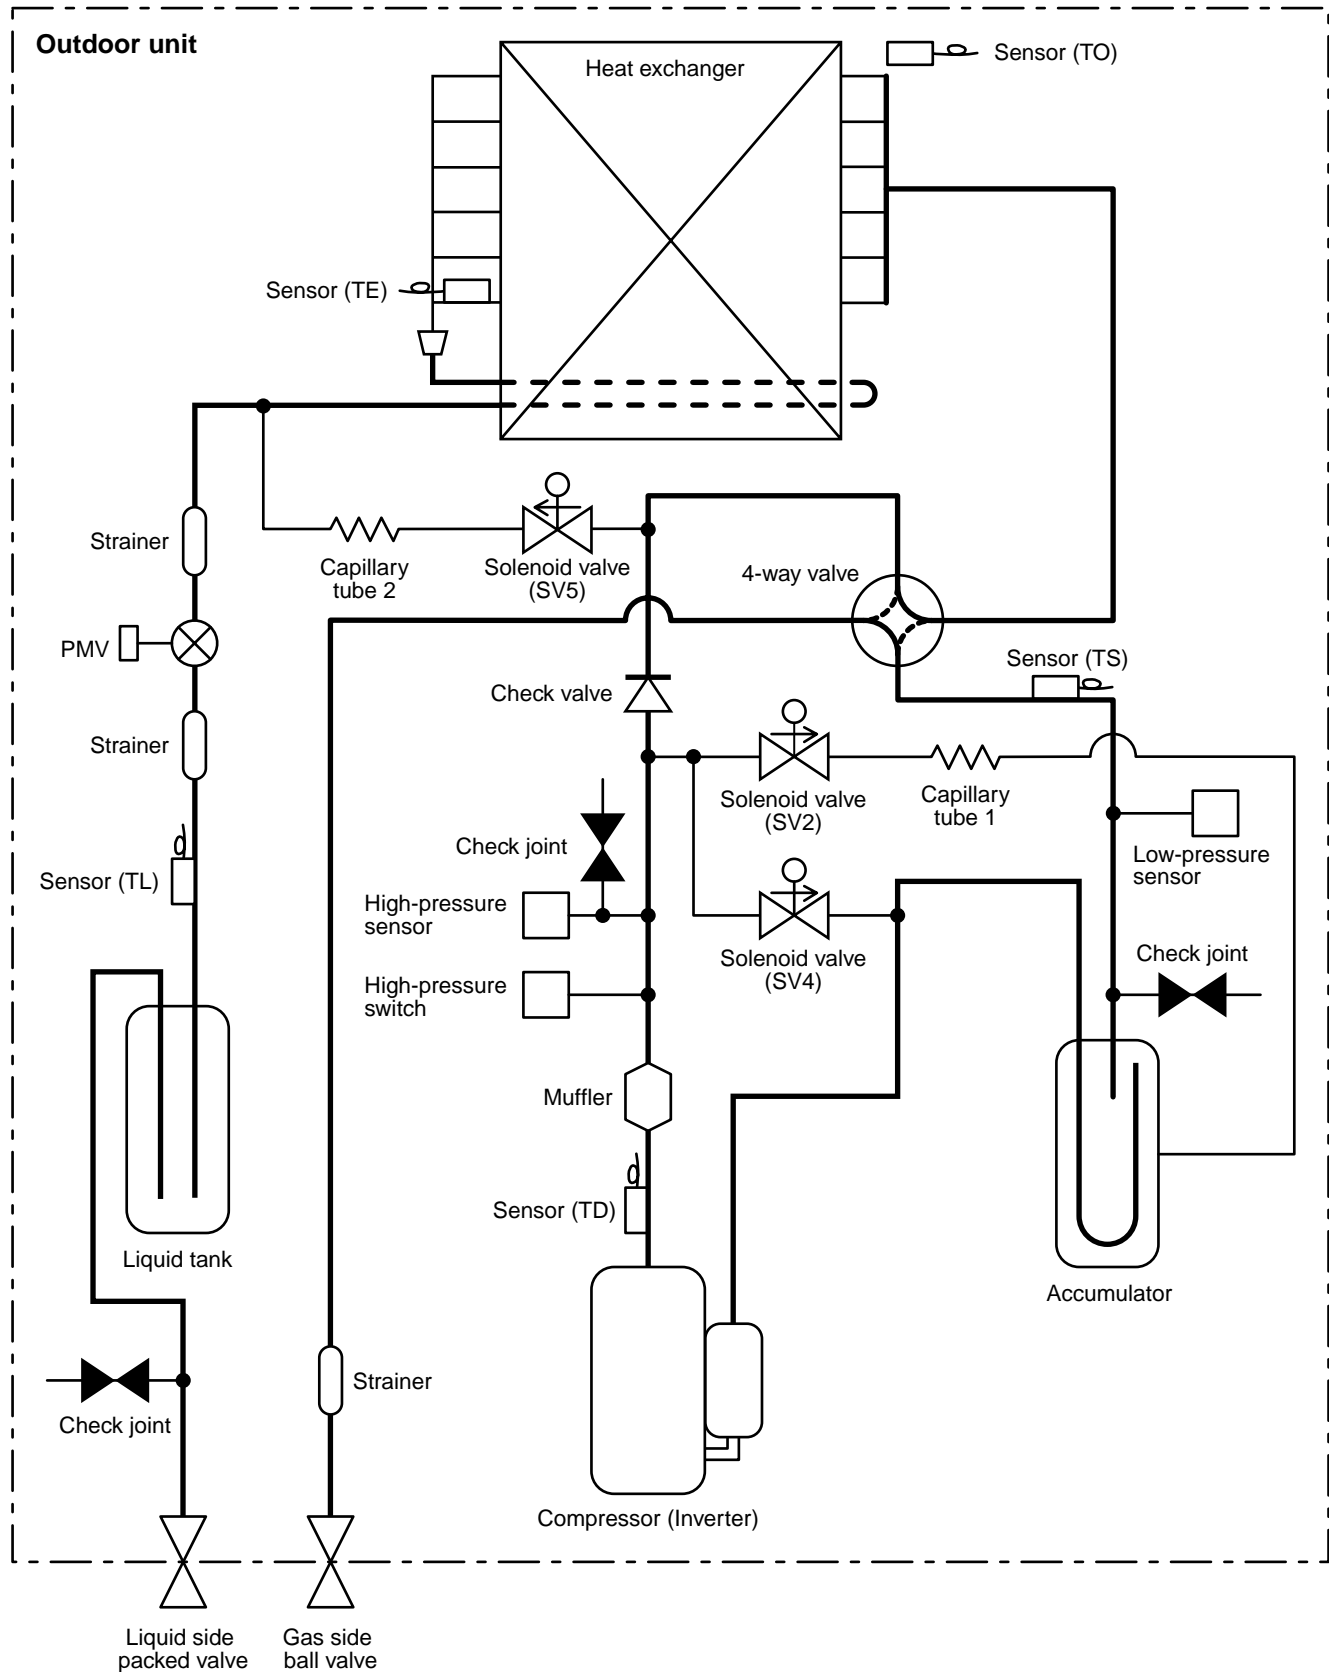 Outdoor unit
Heat exchanger
Sensor (TO)
Sensor (TE)
Strainer
Capillary
tube 2
Solenoid valve
(SV5)
4-way valve
PMV
Sensor (TS)
Check valve
Strainer
Solenoid valve
(SV2)
Capillary
tube 1
Check joint
Low-pressure
sensor
Sensor (TL)
High-pressure
sensor
Solenoid valve
(SV4)
Check joint
High-pressure
switch
Muffler
Sensor (TD)
Liquid tank
Accumulator
Strainer
Check joint
Compressor (Inverter)
Liquid side
packed valve
Gas side
ball valve